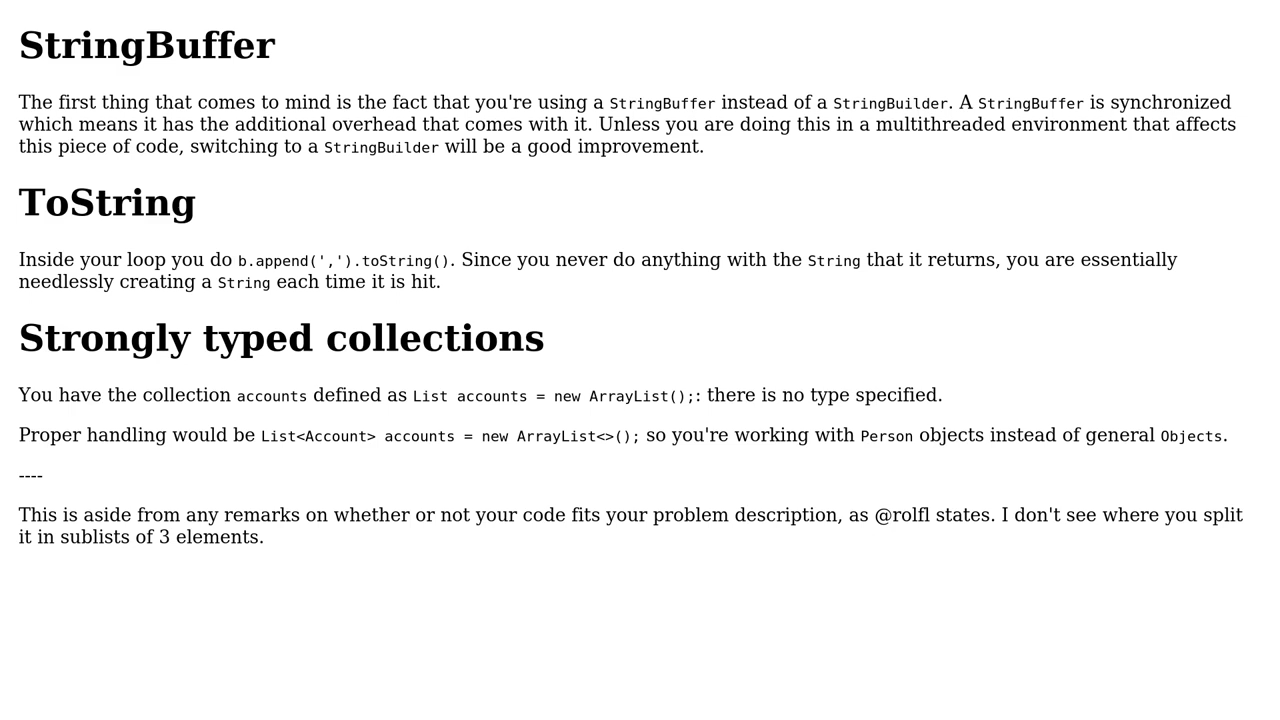 StringBuffer
The first thing that comes to mind is the fact that you're using a StringBuffer instead of a StringBuilder. A StringBuffer is synchronized
which means it has the additional overhead that comes with it. Unless you are doing this in a multithreaded environment that affects
this piece of code, switching to a StringBuilder will be a good improvement.
ToString
Inside your loop you do b.append(',').toString(). Since you never do anything with the String that it returns, you are essentially
needlessly creating a String each time it is hit.
Strongly typed collections
You have the collection accounts defined as List accounts = new ArrayList();: there is no type specified.
Proper handling would be List<Account> accounts = new ArrayList<>(); so you're working with Person objects instead of general Objects.
----
This is aside from any remarks on whether or not your code fits your problem description, as @rolfl states. I don't see where you split
it in sublists of 3 elements.